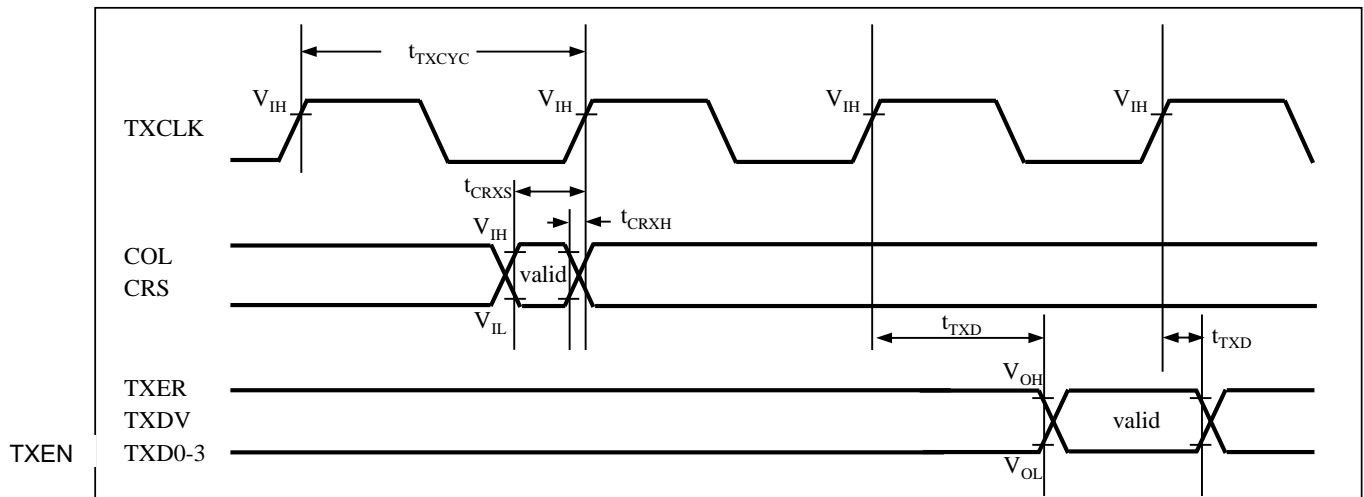 tTXCYC
VIH VIH VIH VIH
TXCLK
tCRXS
tCRXH
VIH
COL
valid
CRS
VIL
tTXD tTXD
VOH
TXER
TXDV valid
TXEN TXD0-3
VOL